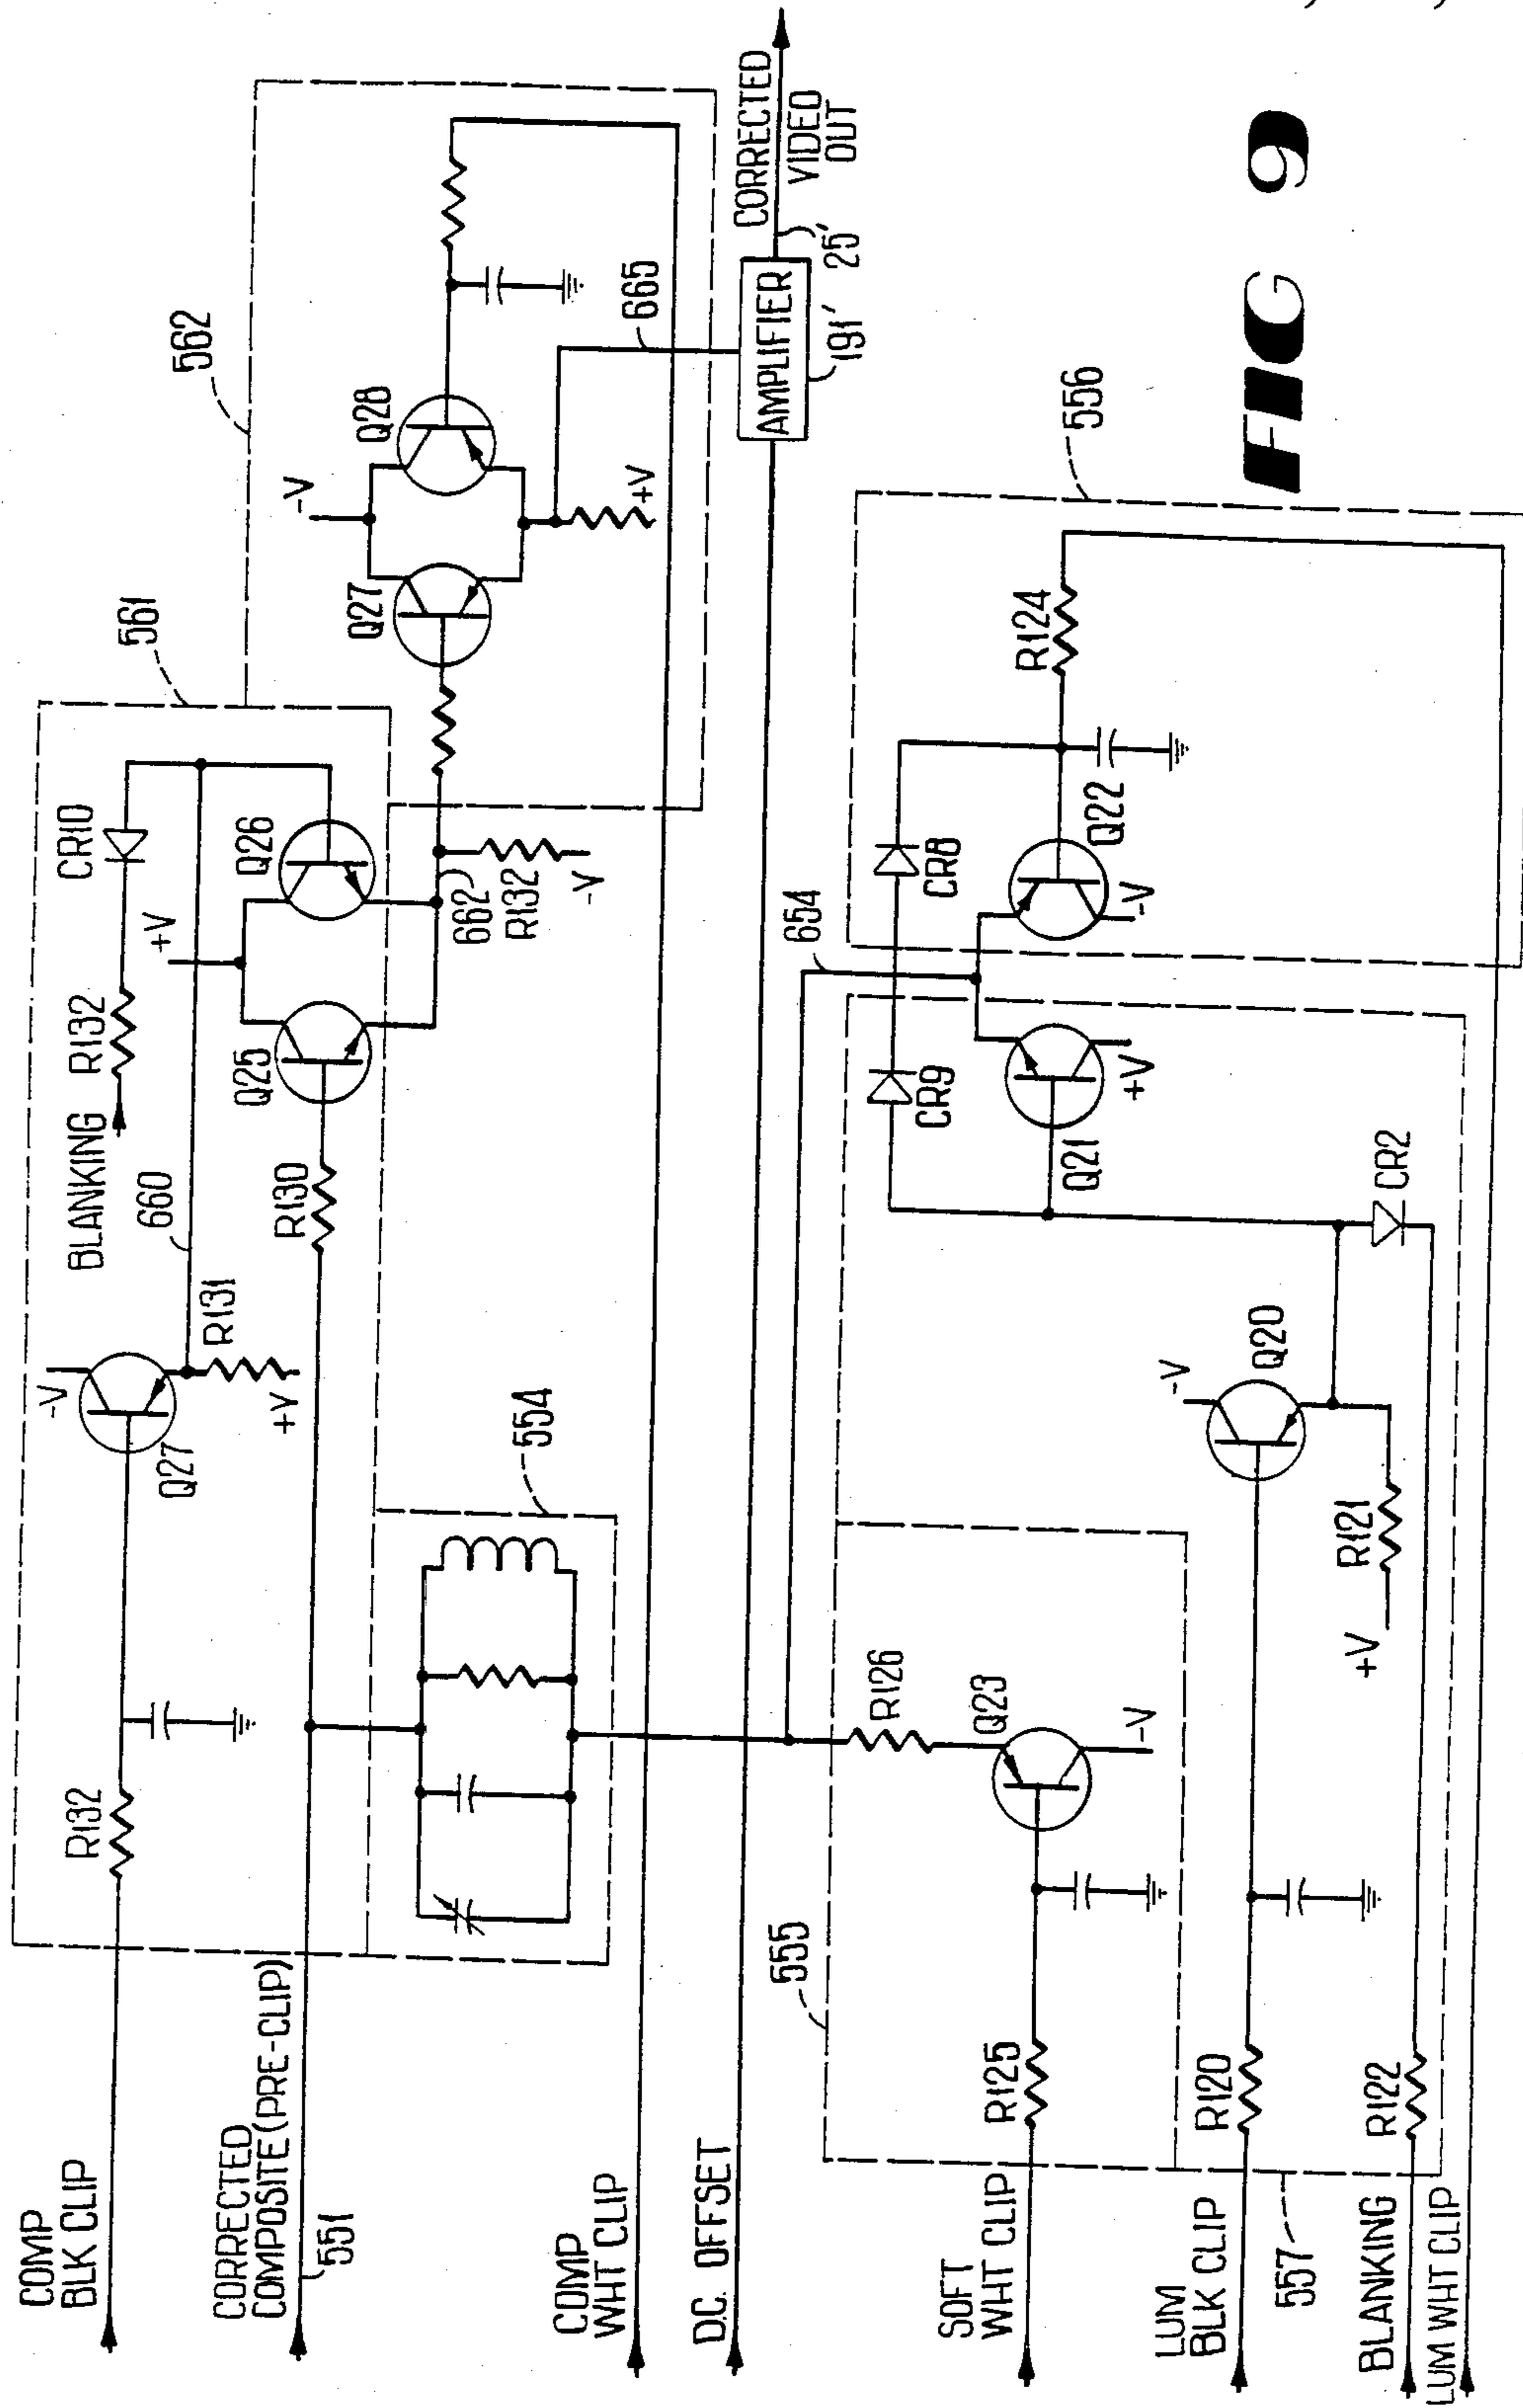 COMP
BLK CLIP
R132
Q27
-V
R131
+V
660
BLANKING
R132
CR10
+V
Q25
Q26
561
CORRECTED
COMPOSITE (PRE-CLIP)
551
R130
662
R132
-V
562
Q27
Q28
-V
+V
665
554
COMP
WHT CLIP
D.C. OFFSET
AMPLIFIER
191'
25'
CORRECTED
VIDEO
OUT
555
SOFT
WHT CLIP
R125
R126
Q23
-V
654
CR9
CR8
Q21
+V
Q22
-V
R124
556
LUM
BLK CLIP
R120
Q20
-V
R121
+V
CR2
557
BLANKING
R122
LUM WHT CLIP
FIG 9